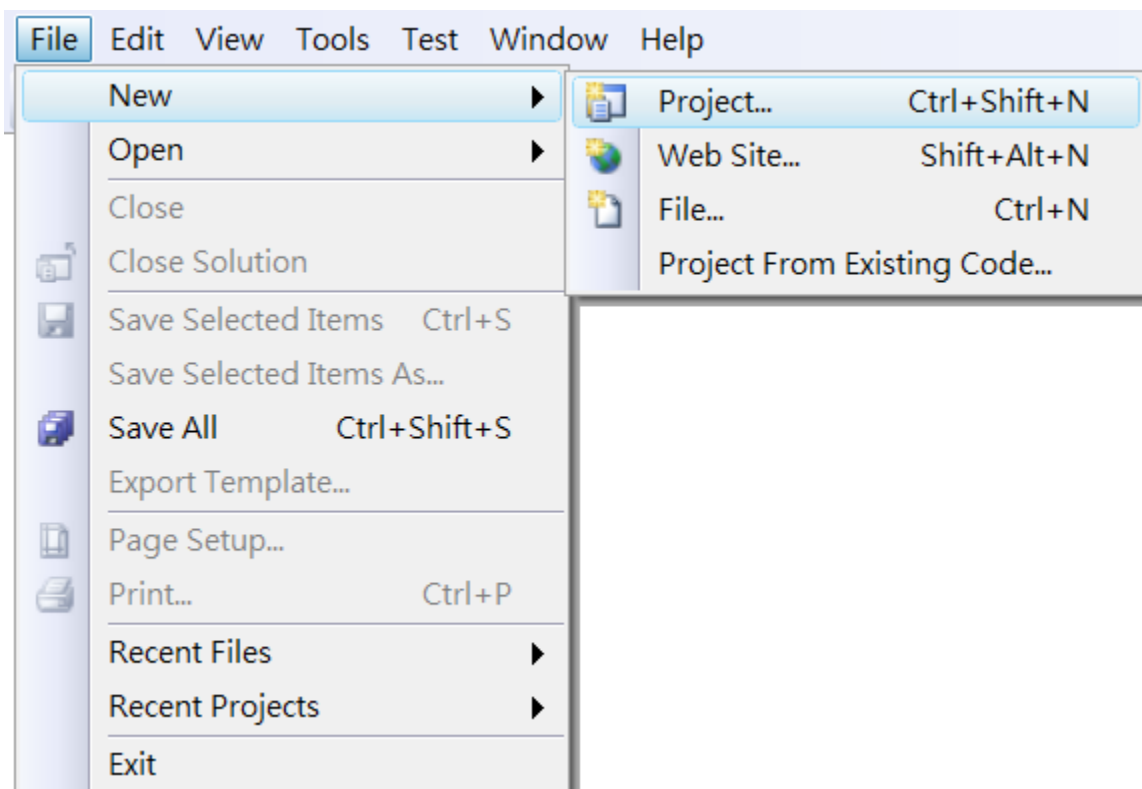 File Edit View Tools Test Window Help
New
Open
Close
Close Solution
Save Selected Items Ctrl+S
Save Selected Items As...
Save All Ctrl+Shift+S
Export Template...
Page Setup...
Print... Ctrl+P
Recent Files
Recent Projects
Exit
Project... Ctrl+Shift+N
Web Site... Shift+Alt+N
File... Ctrl+N
Project From Existing Code...